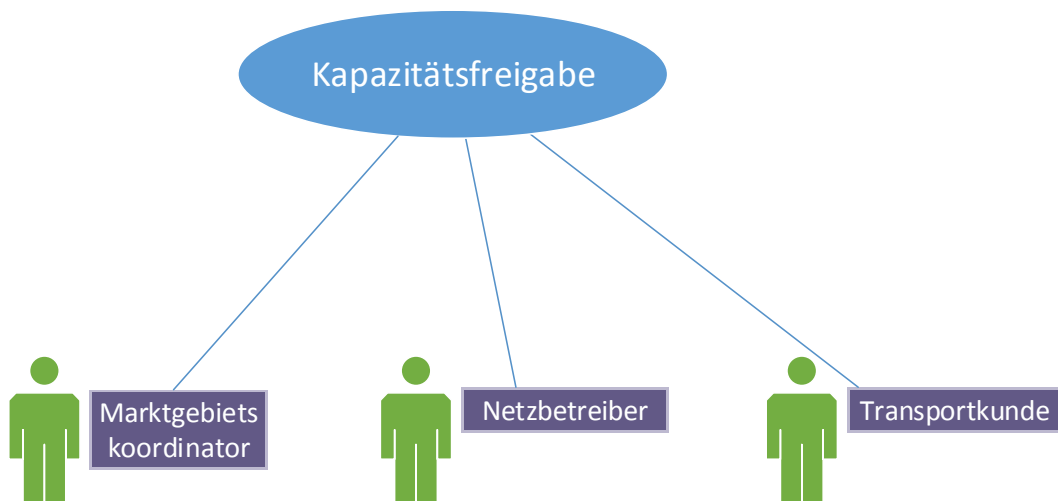 Kapazitätsfreigabe
Marktgebiets
koordinator
Netzbetreiber
Transportkunde